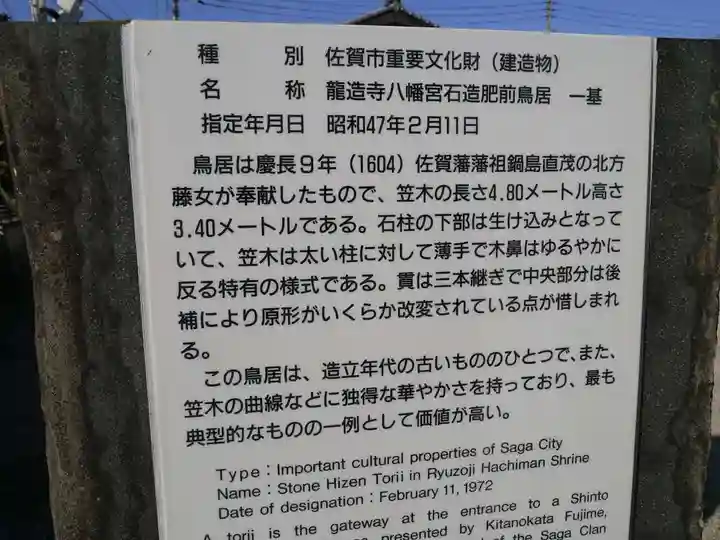 種　別　佐賀市重要文化財（建造物）
名　称　龍造寺八幡宮石造肥前鳥居　一基
指定年月日　昭和47年2月11日
鳥居は慶長9年（1604）佐賀藩藩祖鍋島直茂の北方
藤女が奉献したもので、笠木の長さ4.80メートル高さ
3.40メートルである。石柱の下部は生け込みとなって
いて、笠木は太い柱に対して薄手で木鼻はゆるやかに
反る特有の様式である。貫は三本継ぎで中央部分は後
補により原形がいくらか改変されている点が惜しまれ
る。
この鳥居は、造立年代の古いもののひとつで、また、
笠木の曲線などに独得な華やかさを持っており、最も
典型的なものの一例として価値が高い。
Type：Important cultural properties of Saga City
Name：Stone Hizen Torii in Ryuzoji Hachiman Shrine
Date of designation：February 11, 1972
A torii is the gateway at the entrance to a Shinto
presented by Kitanokata Fujime,
of the Saga Clan